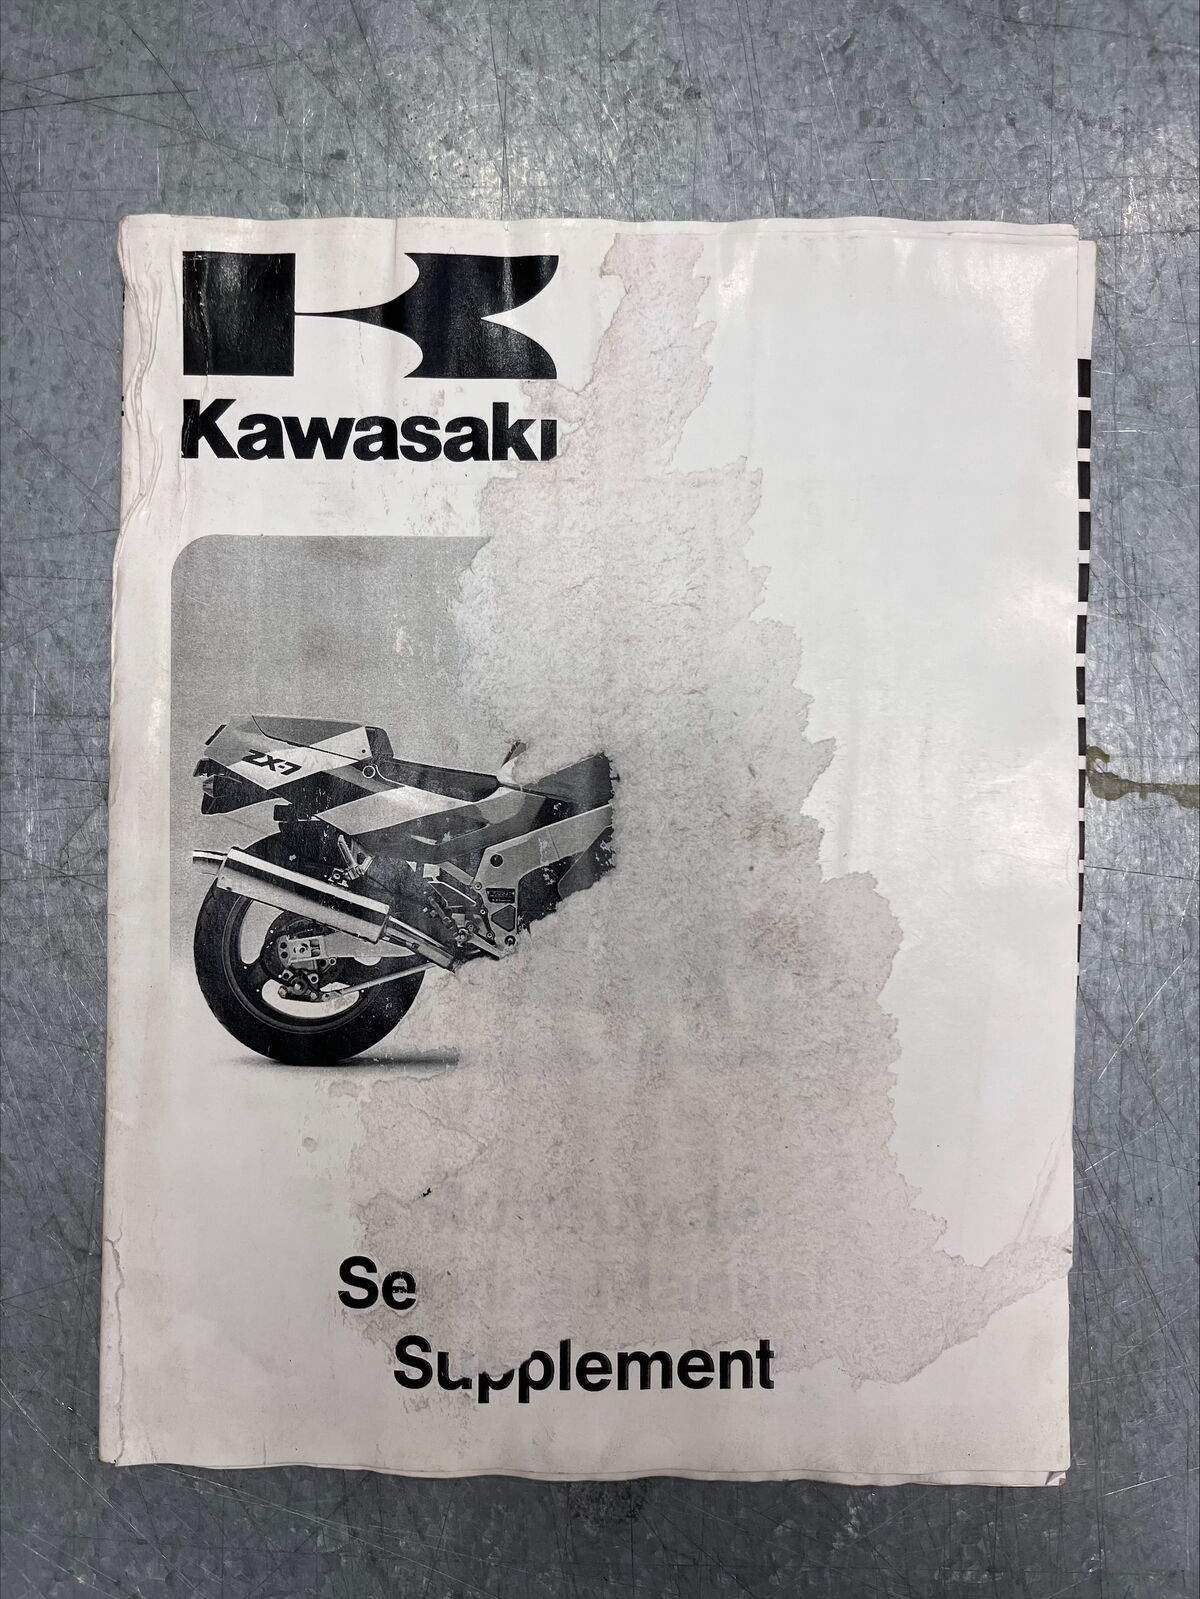 Kawasaki
ZX-7
Se
Supplement